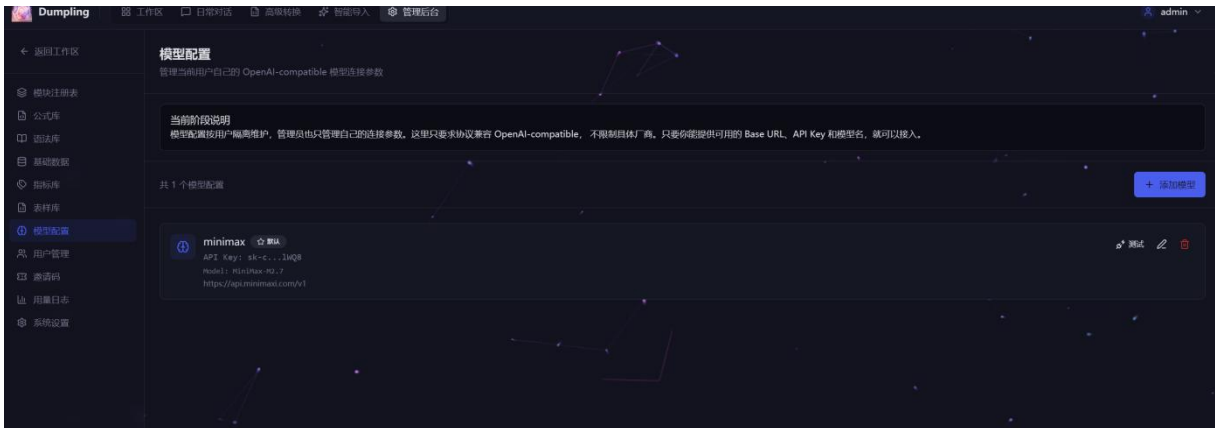 Dumpling 工作区 日常对话 高级转换 智能导入 管理后台 admin
返回工作区
模块注册表
公式库
语法库
基础数据
指标库
表样库
模型配置
用户管理
邀请码
用量日志
系统设置
模型配置
管理当前用户自己的 OpenAI-compatible 模型连接参数
当前阶段说明
模型配置按用户隔离维护，管理员也只管理自己的连接参数。这里只要求协议兼容 OpenAI-compatible， 不限制具体厂商。只要你能提供可用的 Base URL、API Key 和模型名，就可以接入。
共 1 个模型配置
+ 添加模型
minimax 默认
API Key: sk-c...lWQB
Model: MiniMax-M2.7
https://api.minimaxi.com/v1
测试